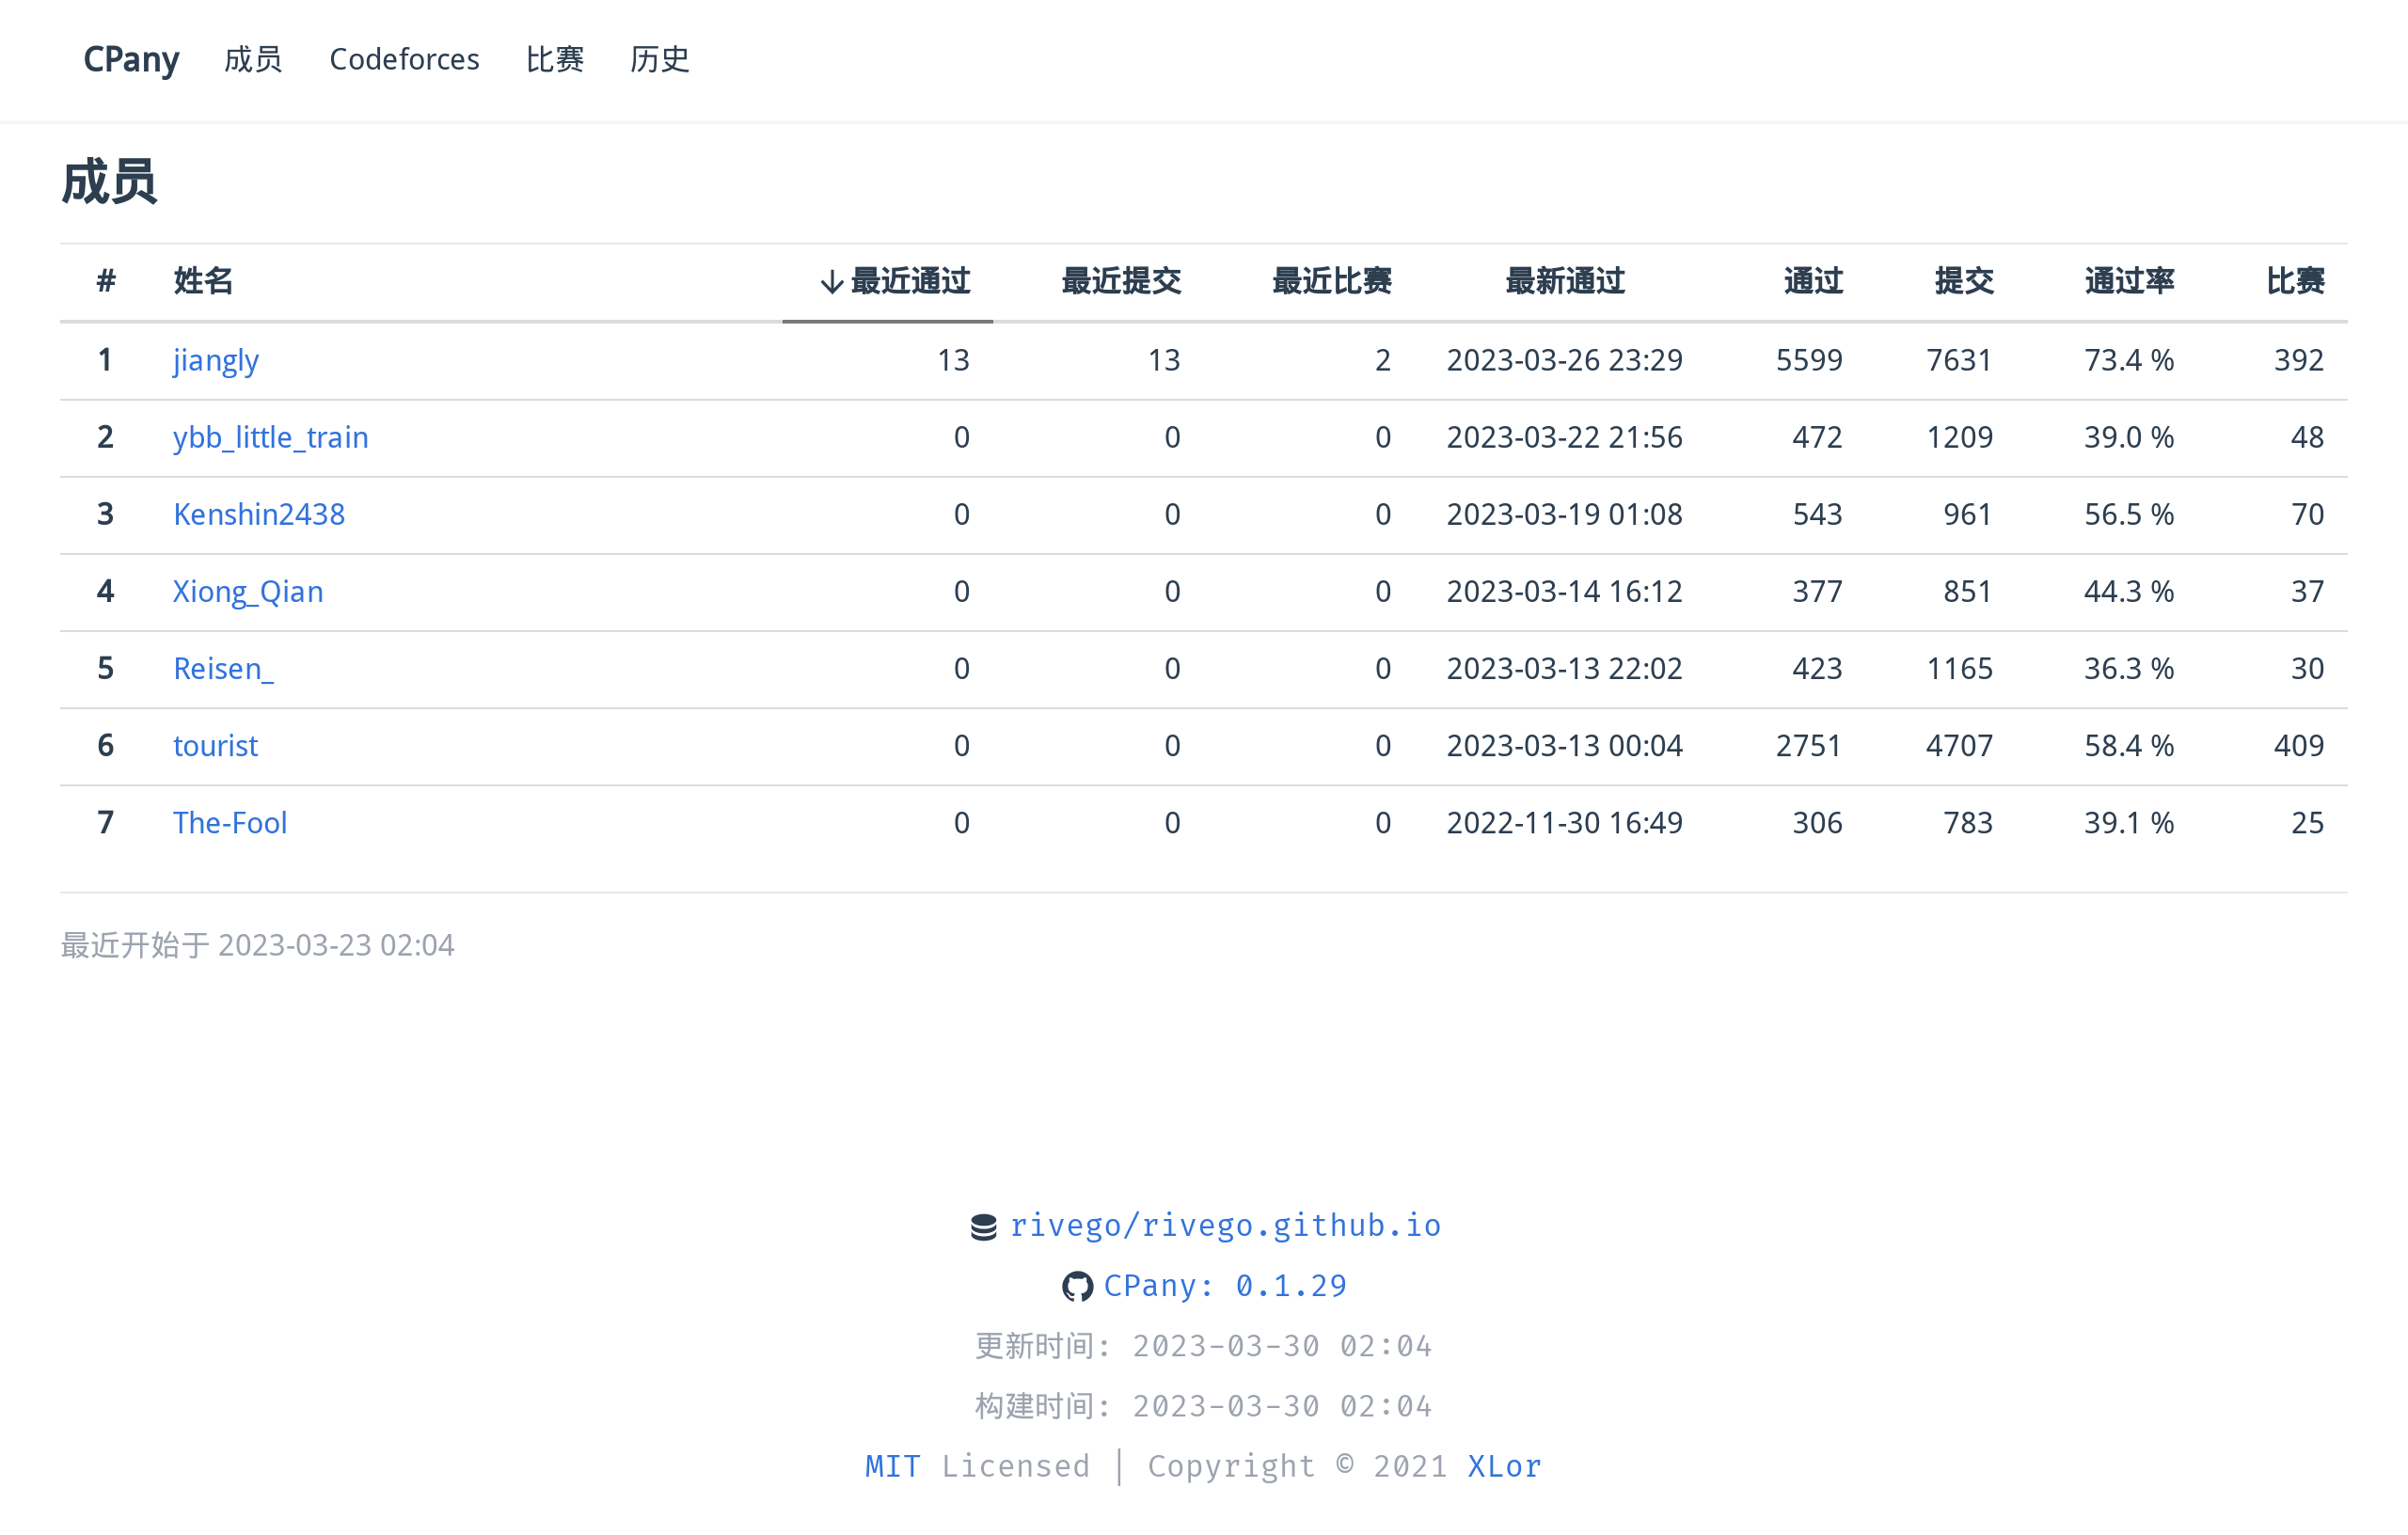 CPany 成员 Codeforces 比赛 历史
成员
# 姓名 ↓ 最近通过 最近提交 最近比赛 最新通过 通过 提交 通过率 比赛
1 jiangly 13 13 2 2023-03-26 23:29 5599 7631 73.4 % 392
2 ybb_little_train 0 0 0 2023-03-22 21:56 472 1209 39.0 % 48
3 Kenshin2438 0 0 0 2023-03-19 01:08 543 961 56.5 % 70
4 Xiong_Qian 0 0 0 2023-03-14 16:12 377 851 44.3 % 37
5 Reisen_ 0 0 0 2023-03-13 22:02 423 1165 36.3 % 30
6 tourist 0 0 0 2023-03-13 00:04 2751 4707 58.4 % 409
7 The-Fool 0 0 0 2022-11-30 16:49 306 783 39.1 % 25
最近开始于 2023-03-23 02:04
rivego/rivego.github.io
CPany: 0.1.29
更新时间: 2023-03-30 02:04
构建时间: 2023-03-30 02:04
MIT Licensed | Copyright © 2021 XLor